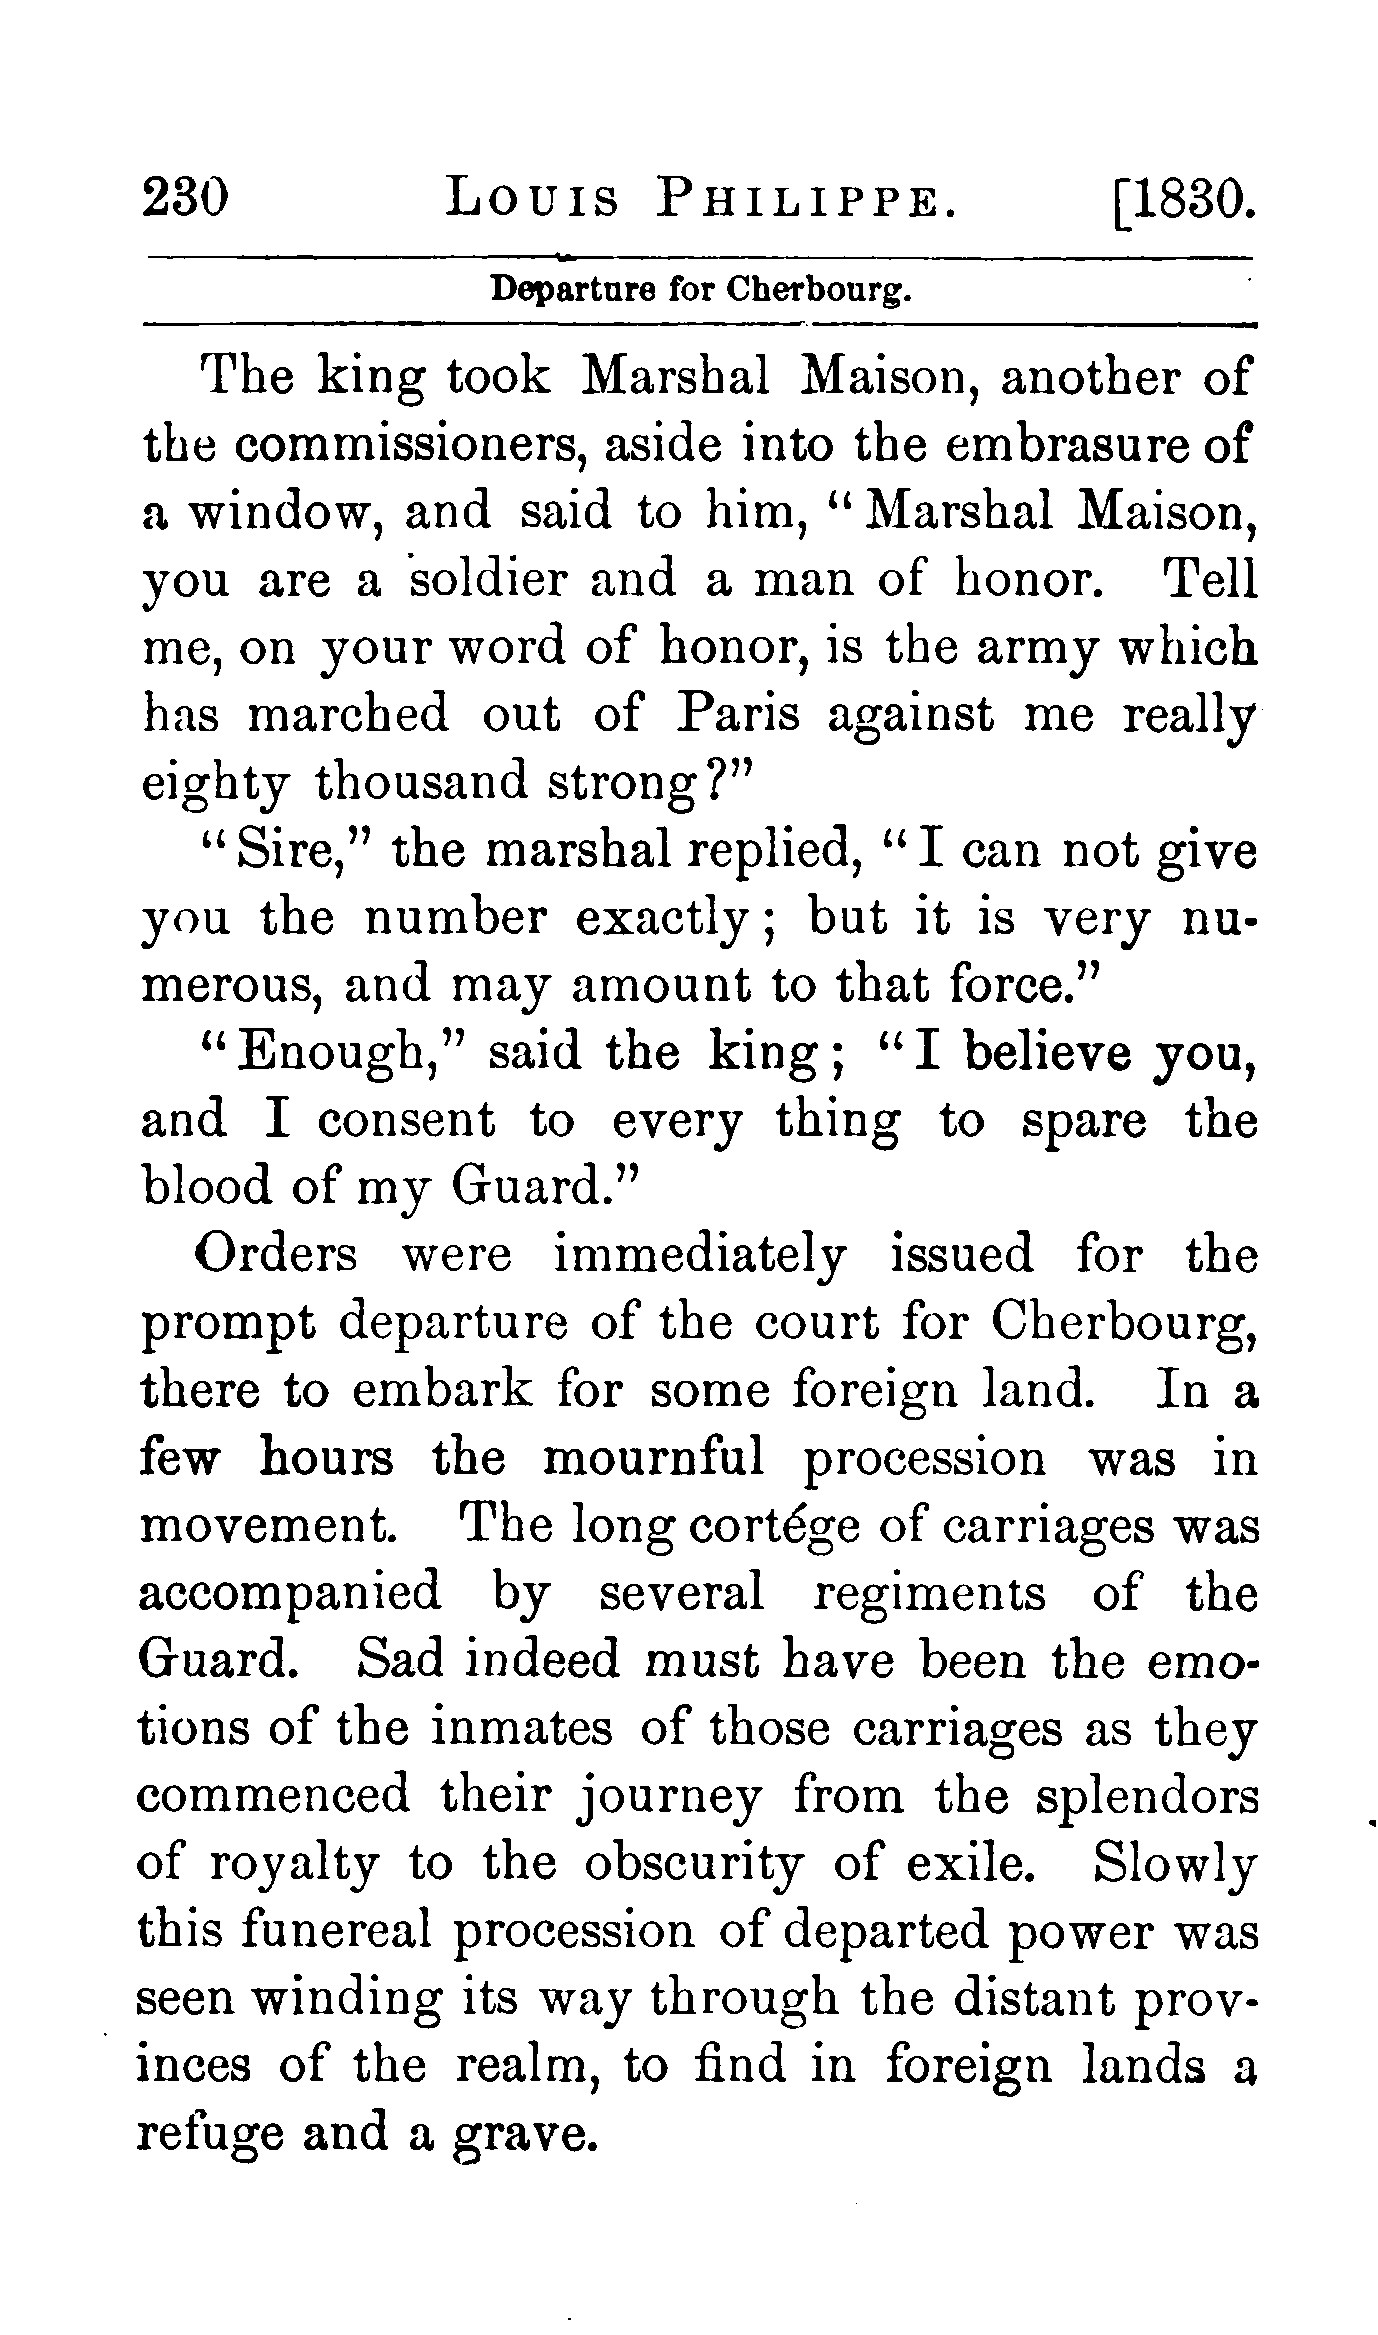 230 LOUIS PHILIPPE. [1830.
Departure for Cherbourg.
The king took Marshal Maison, another of
the commissioners, aside into the embrasure of
a window, and said to him, “Marshal Maison,
you are a soldier and a man of honor. Tell
me, on your word of honor, is the army which
has marched out of Paris against me really
eighty thousand strong?”
“Sire,” the marshal replied, “I can not give
you the number exactly; but it is very nu-
merous, and may amount to that force.”
“Enough,” said the king; “I believe you,
and I consent to every thing to spare the
blood of my Guard.”
Orders were immediately issued for the
prompt departure of the court for Cherbourg,
there to embark for some foreign land. In a
few hours the mournful procession was in
movement. The long cortége of carriages was
accompanied by several regiments of the
Guard. Sad indeed must have been the emo-
tions of the inmates of those carriages as they
commenced their journey from the splendors
of royalty to the obscurity of exile. Slowly
this funereal procession of departed power was
seen winding its way through the distant prov-
inces of the realm, to find in foreign lands a
refuge and a grave.